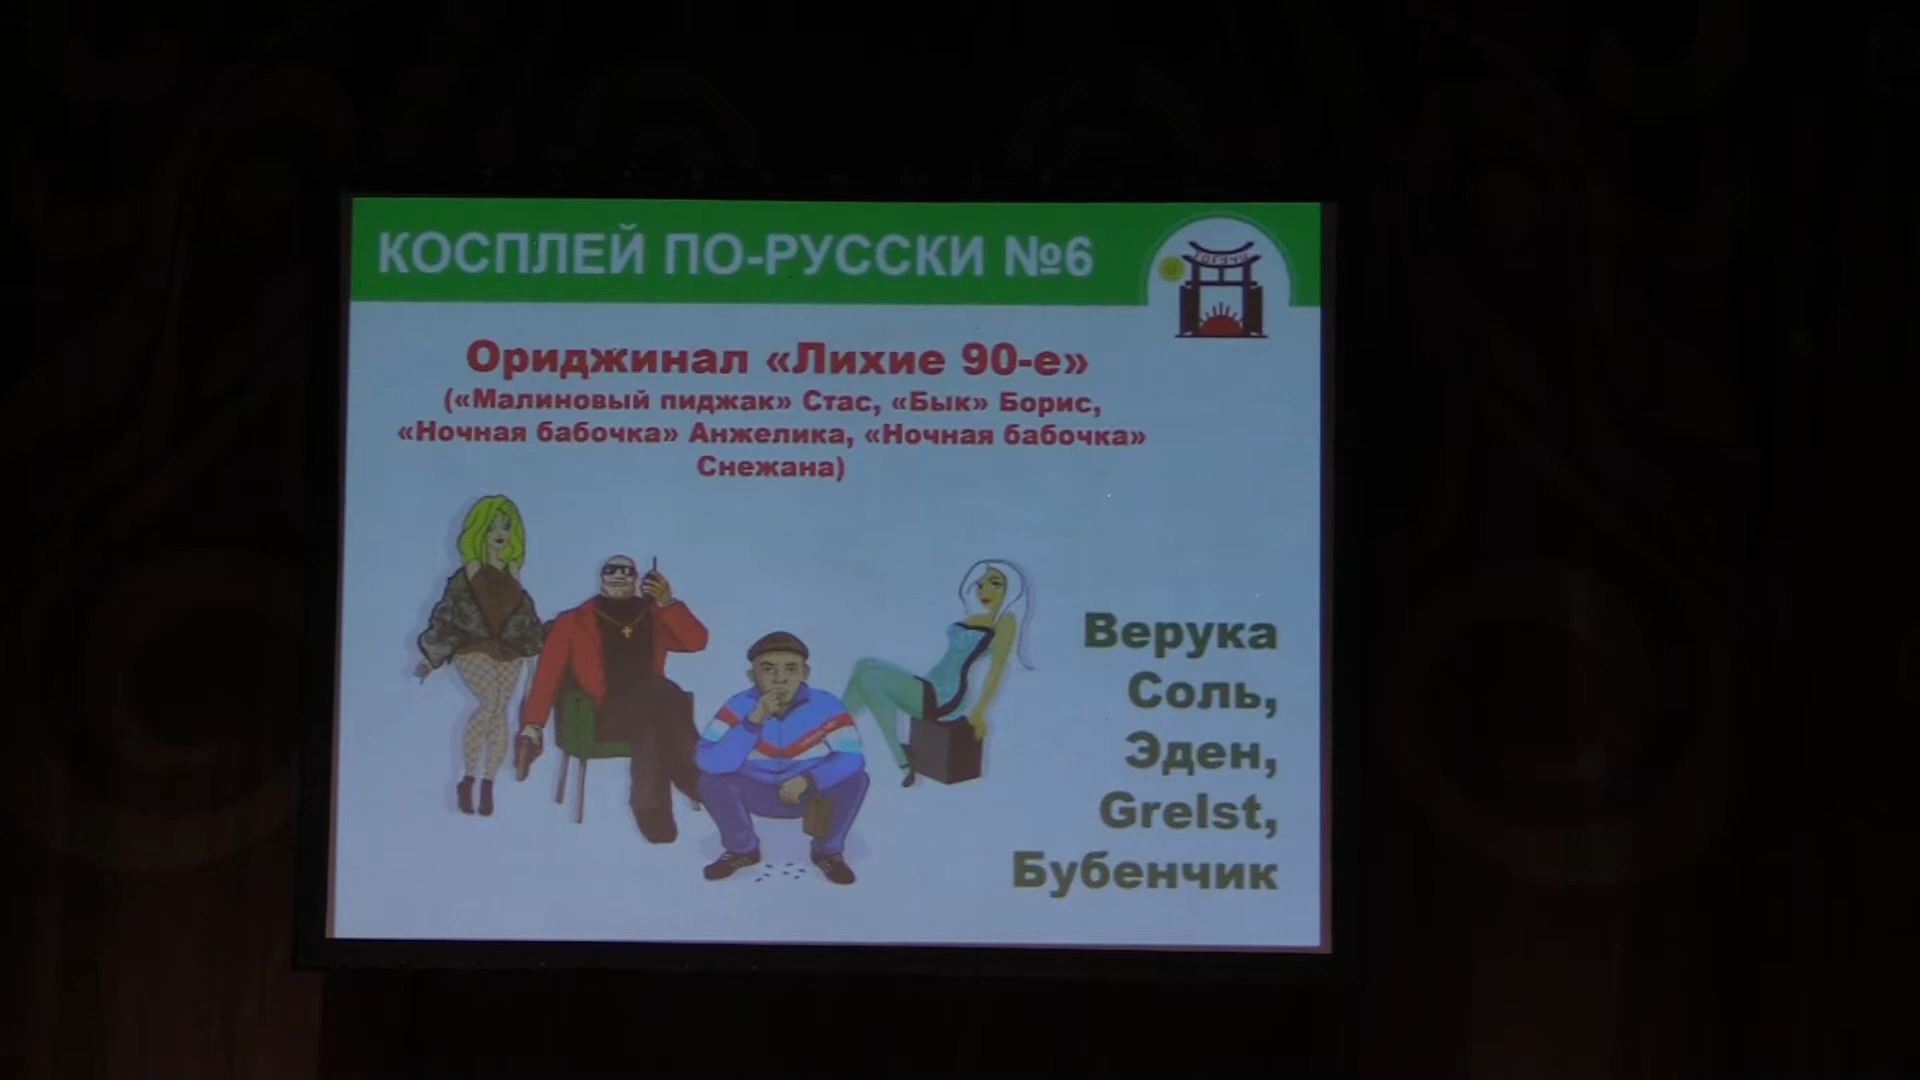 КОСПЛЕЙ ПО-РУССКИ №6
Ориджинал «Лихие 90-е»
(«Малиновый пиджак» Стас, «Бык» Борис,
«Ночная бабочка» Анжелика, «Ночная бабочка»
Снежана)
Верука
Соль,
Эден,
Grelst,
Бубенчик